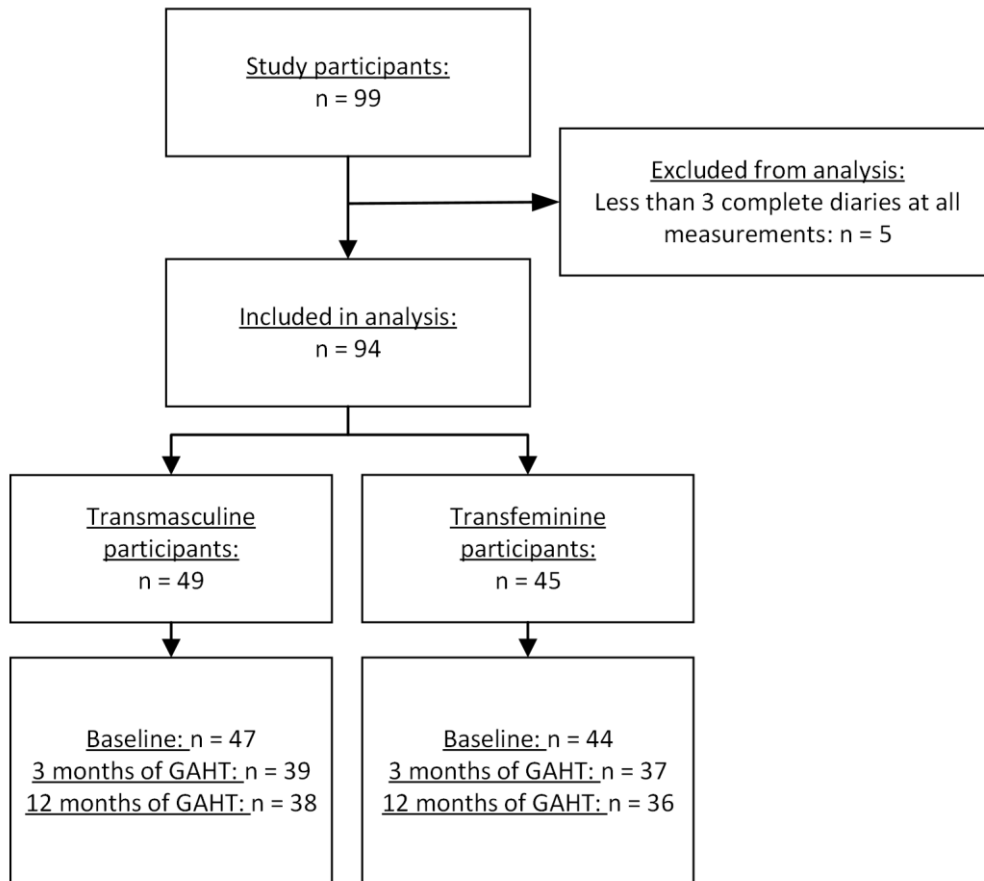 Study participants:
n = 99
Excluded from analysis:
Less than 3 complete diaries at all
measurements: n = 5
Included in analysis:
n = 94
Transmasculine
participants:
n = 49
Transfeminine
participants:
n = 45
Baseline: n = 47
3 months of GAHT: n = 39
12 months of GAHT: n = 38
Baseline: n = 44
3 months of GAHT: n = 37
12 months of GAHT: n = 36